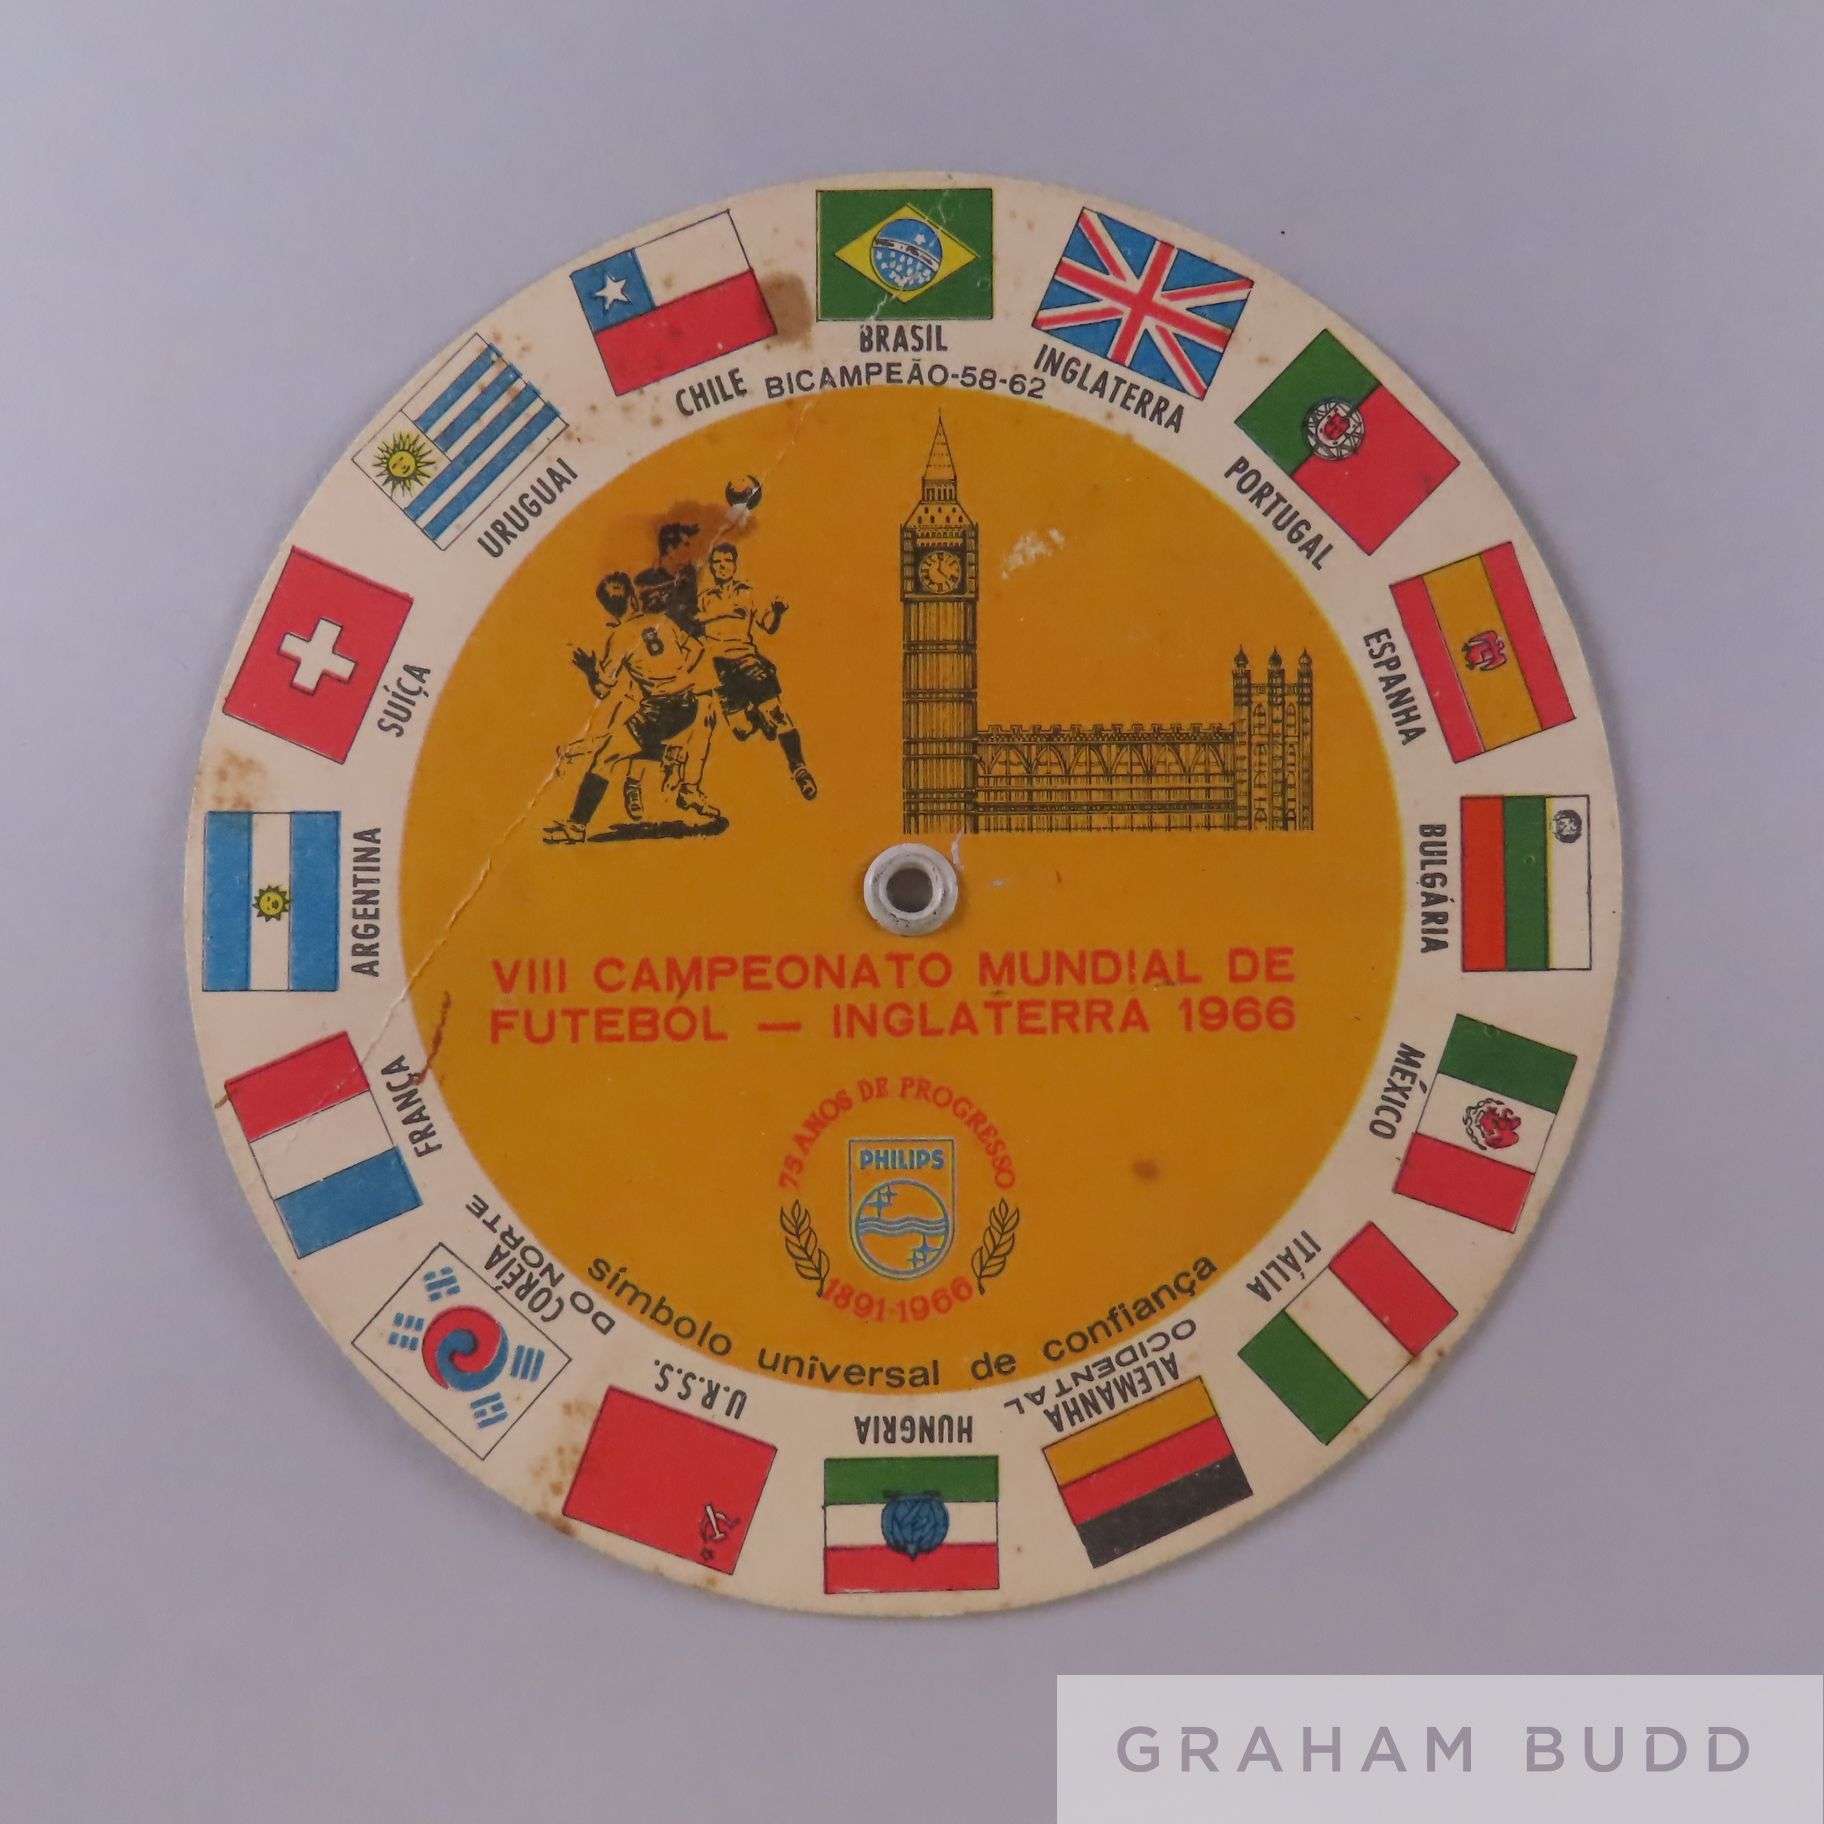 BRASIL
BICAMPEÃO-58-62
INGLATERRA
PORTUGAL
ESPANHA
BULGÁRIA
MÉXICO
ITÁLIA
ALEMANHA
OCIDENTAL
HUNGRIA
U.R.S.S.
CORÉIA
DO NORTE
FRANÇA
ARGENTINA
SUÍÇA
URUGUAI
CHILE
6
VIII CAMPEONATO MUNDIAL DE
FUTEBOL — INGLATERRA 1966
75 ANOS DE PROGRESSO
PHILIPS
1891-1966
símbolo universal de confiança
GRAHAM BUDD